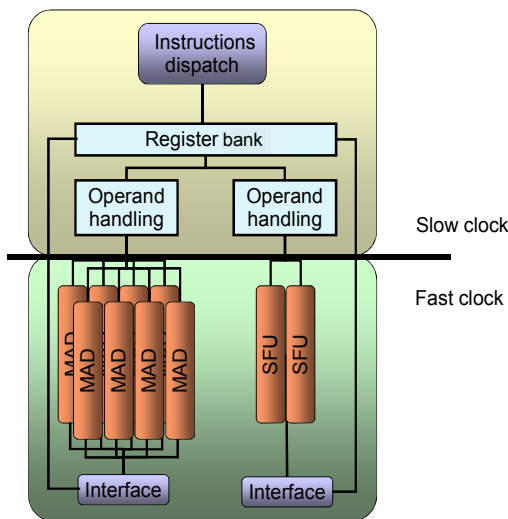 Instructions
dispatch
Register bank
Operand
handling
Operand
handling
Slow clock
Fast clock
MAD
MAD
MAD
MAD
MAD
SFU
SFU
Interface
Interface